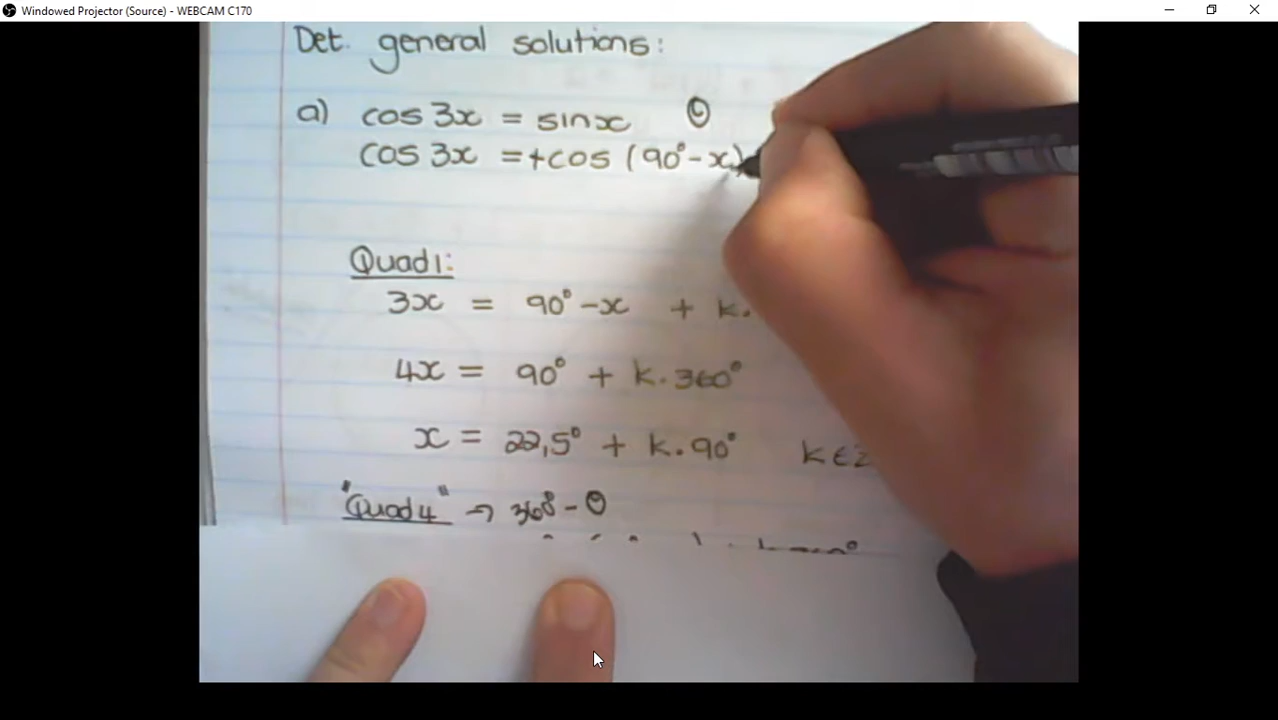 Windowed Projector (Source) - WEBCAM C170
Det. general solutions:
a) cos 3x = sin x
cos 3x = +cos (90° - x)
Quad 1:
3x = 90° - x + k.
4x = 90° + k.360°
x = 22,5° + k.90° k ∈ Z
"Quad 4" → 360° - θ